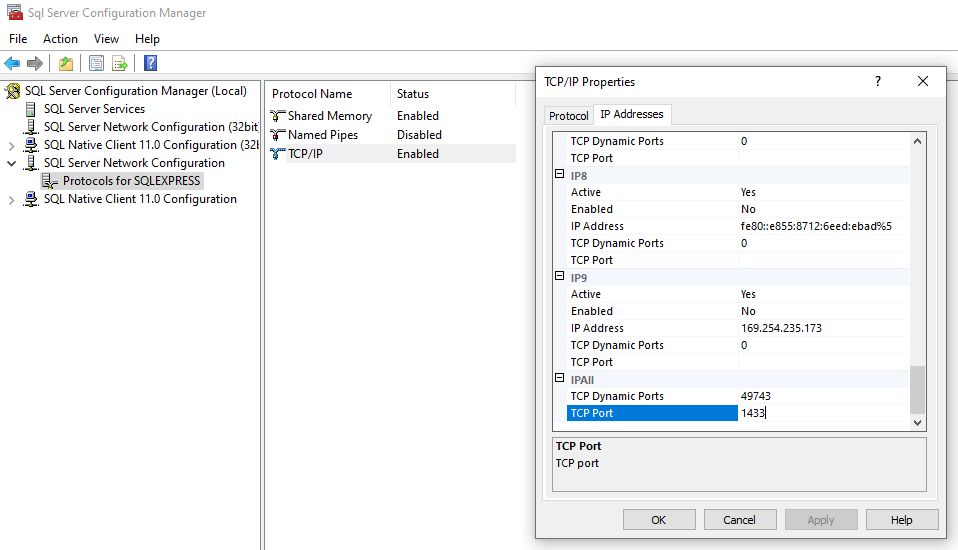 Sql Server Configuration Manager
File Action View Help
SQL Server Configuration Manager (Local)
SQL Server Services
SQL Server Network Configuration (32bit
SQL Native Client 11.0 Configuration (32b
SQL Server Network Configuration
Protocols for SQLEXPRESS
SQL Native Client 11.0 Configuration
Protocol Name Status
Shared Memory Enabled
Named Pipes Disabled
TCP/IP Enabled
TCP/IP Properties ? ×
Protocol IP Addresses
TCP Dynamic Ports 0
TCP Port
IP8
Active Yes
Enabled No
IP Address fe80::e855:8712:6eed:ebad%5
TCP Dynamic Ports 0
TCP Port
IP9
Active Yes
Enabled No
IP Address 169.254.235.173
TCP Dynamic Ports 0
TCP Port
IPAll
TCP Dynamic Ports 49743
TCP Port 1433
TCP Port
TCP port
OK Cancel Apply Help